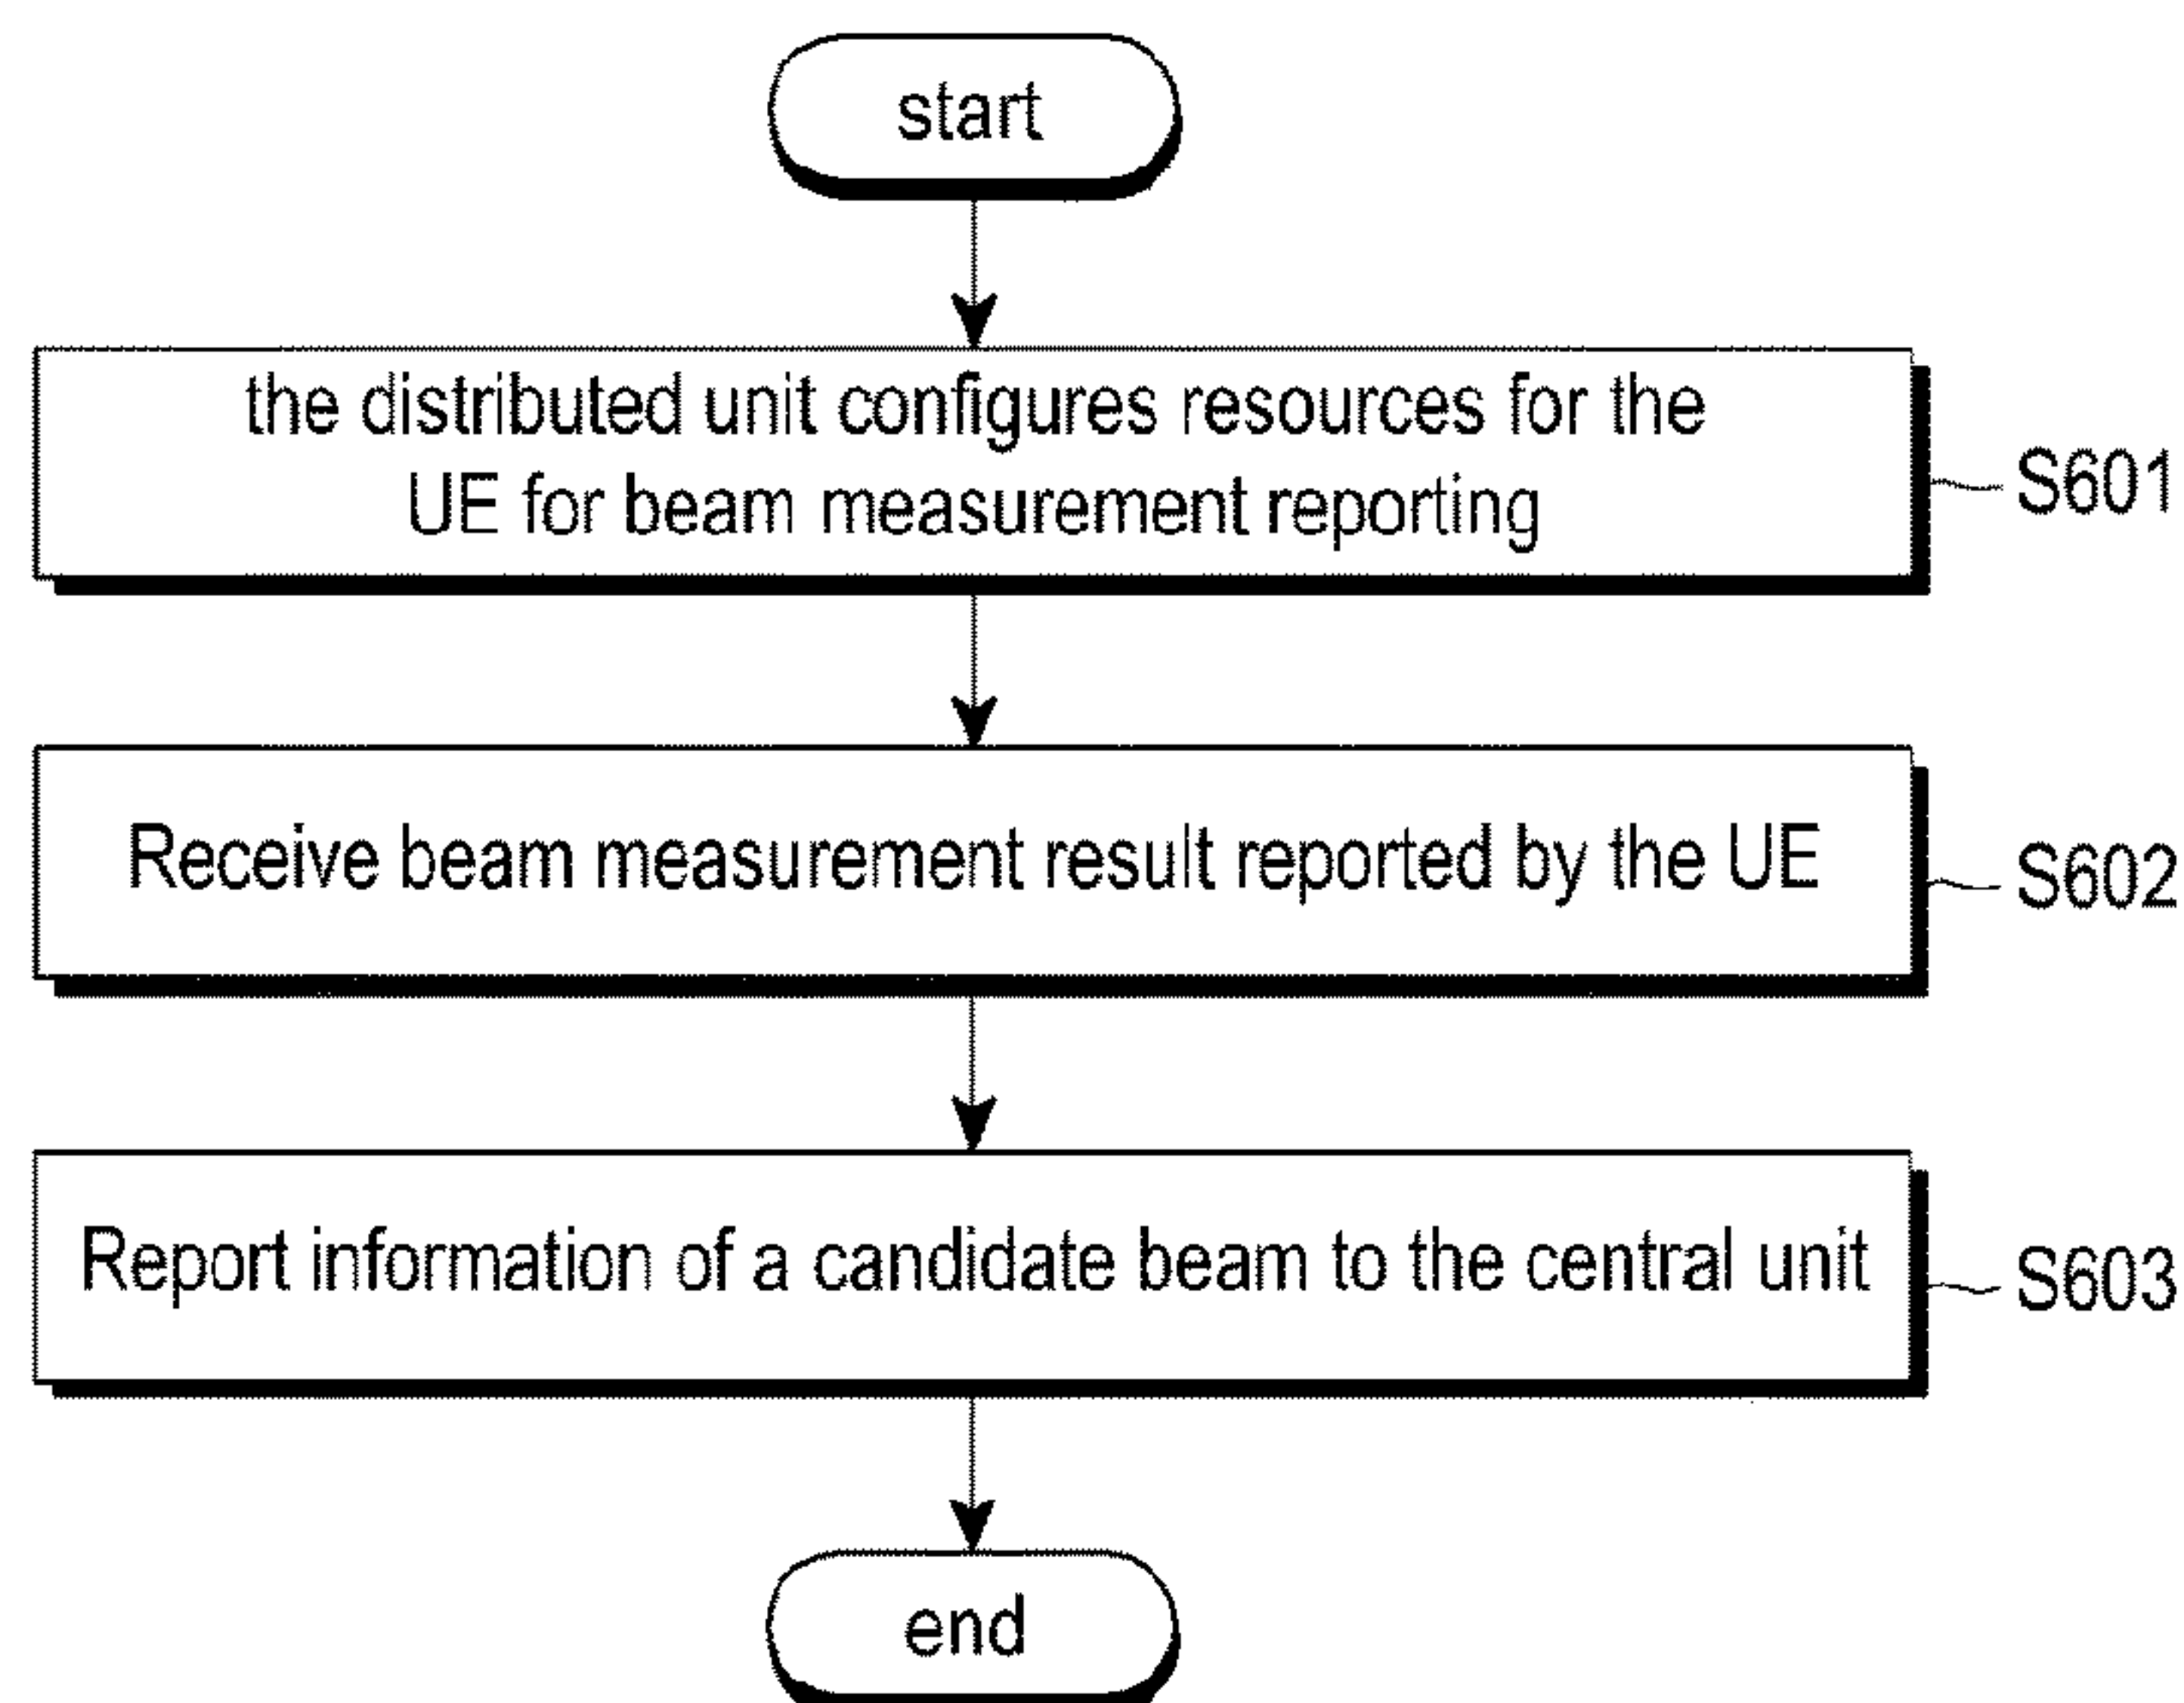 start
the distributed unit configures resources for the
UE for beam measurement reporting
S601
Receive beam measurement result reported by the UE
S602
Report information of a candidate beam to the central unit
S603
end